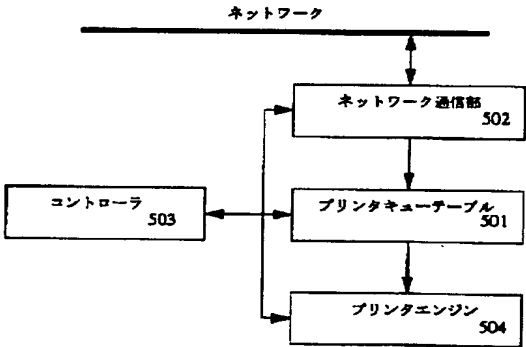 ネットワーク
ネットワーク通信部
502
コントローラ
503
プリンタキューテーブル
501
プリンタエンジン
504